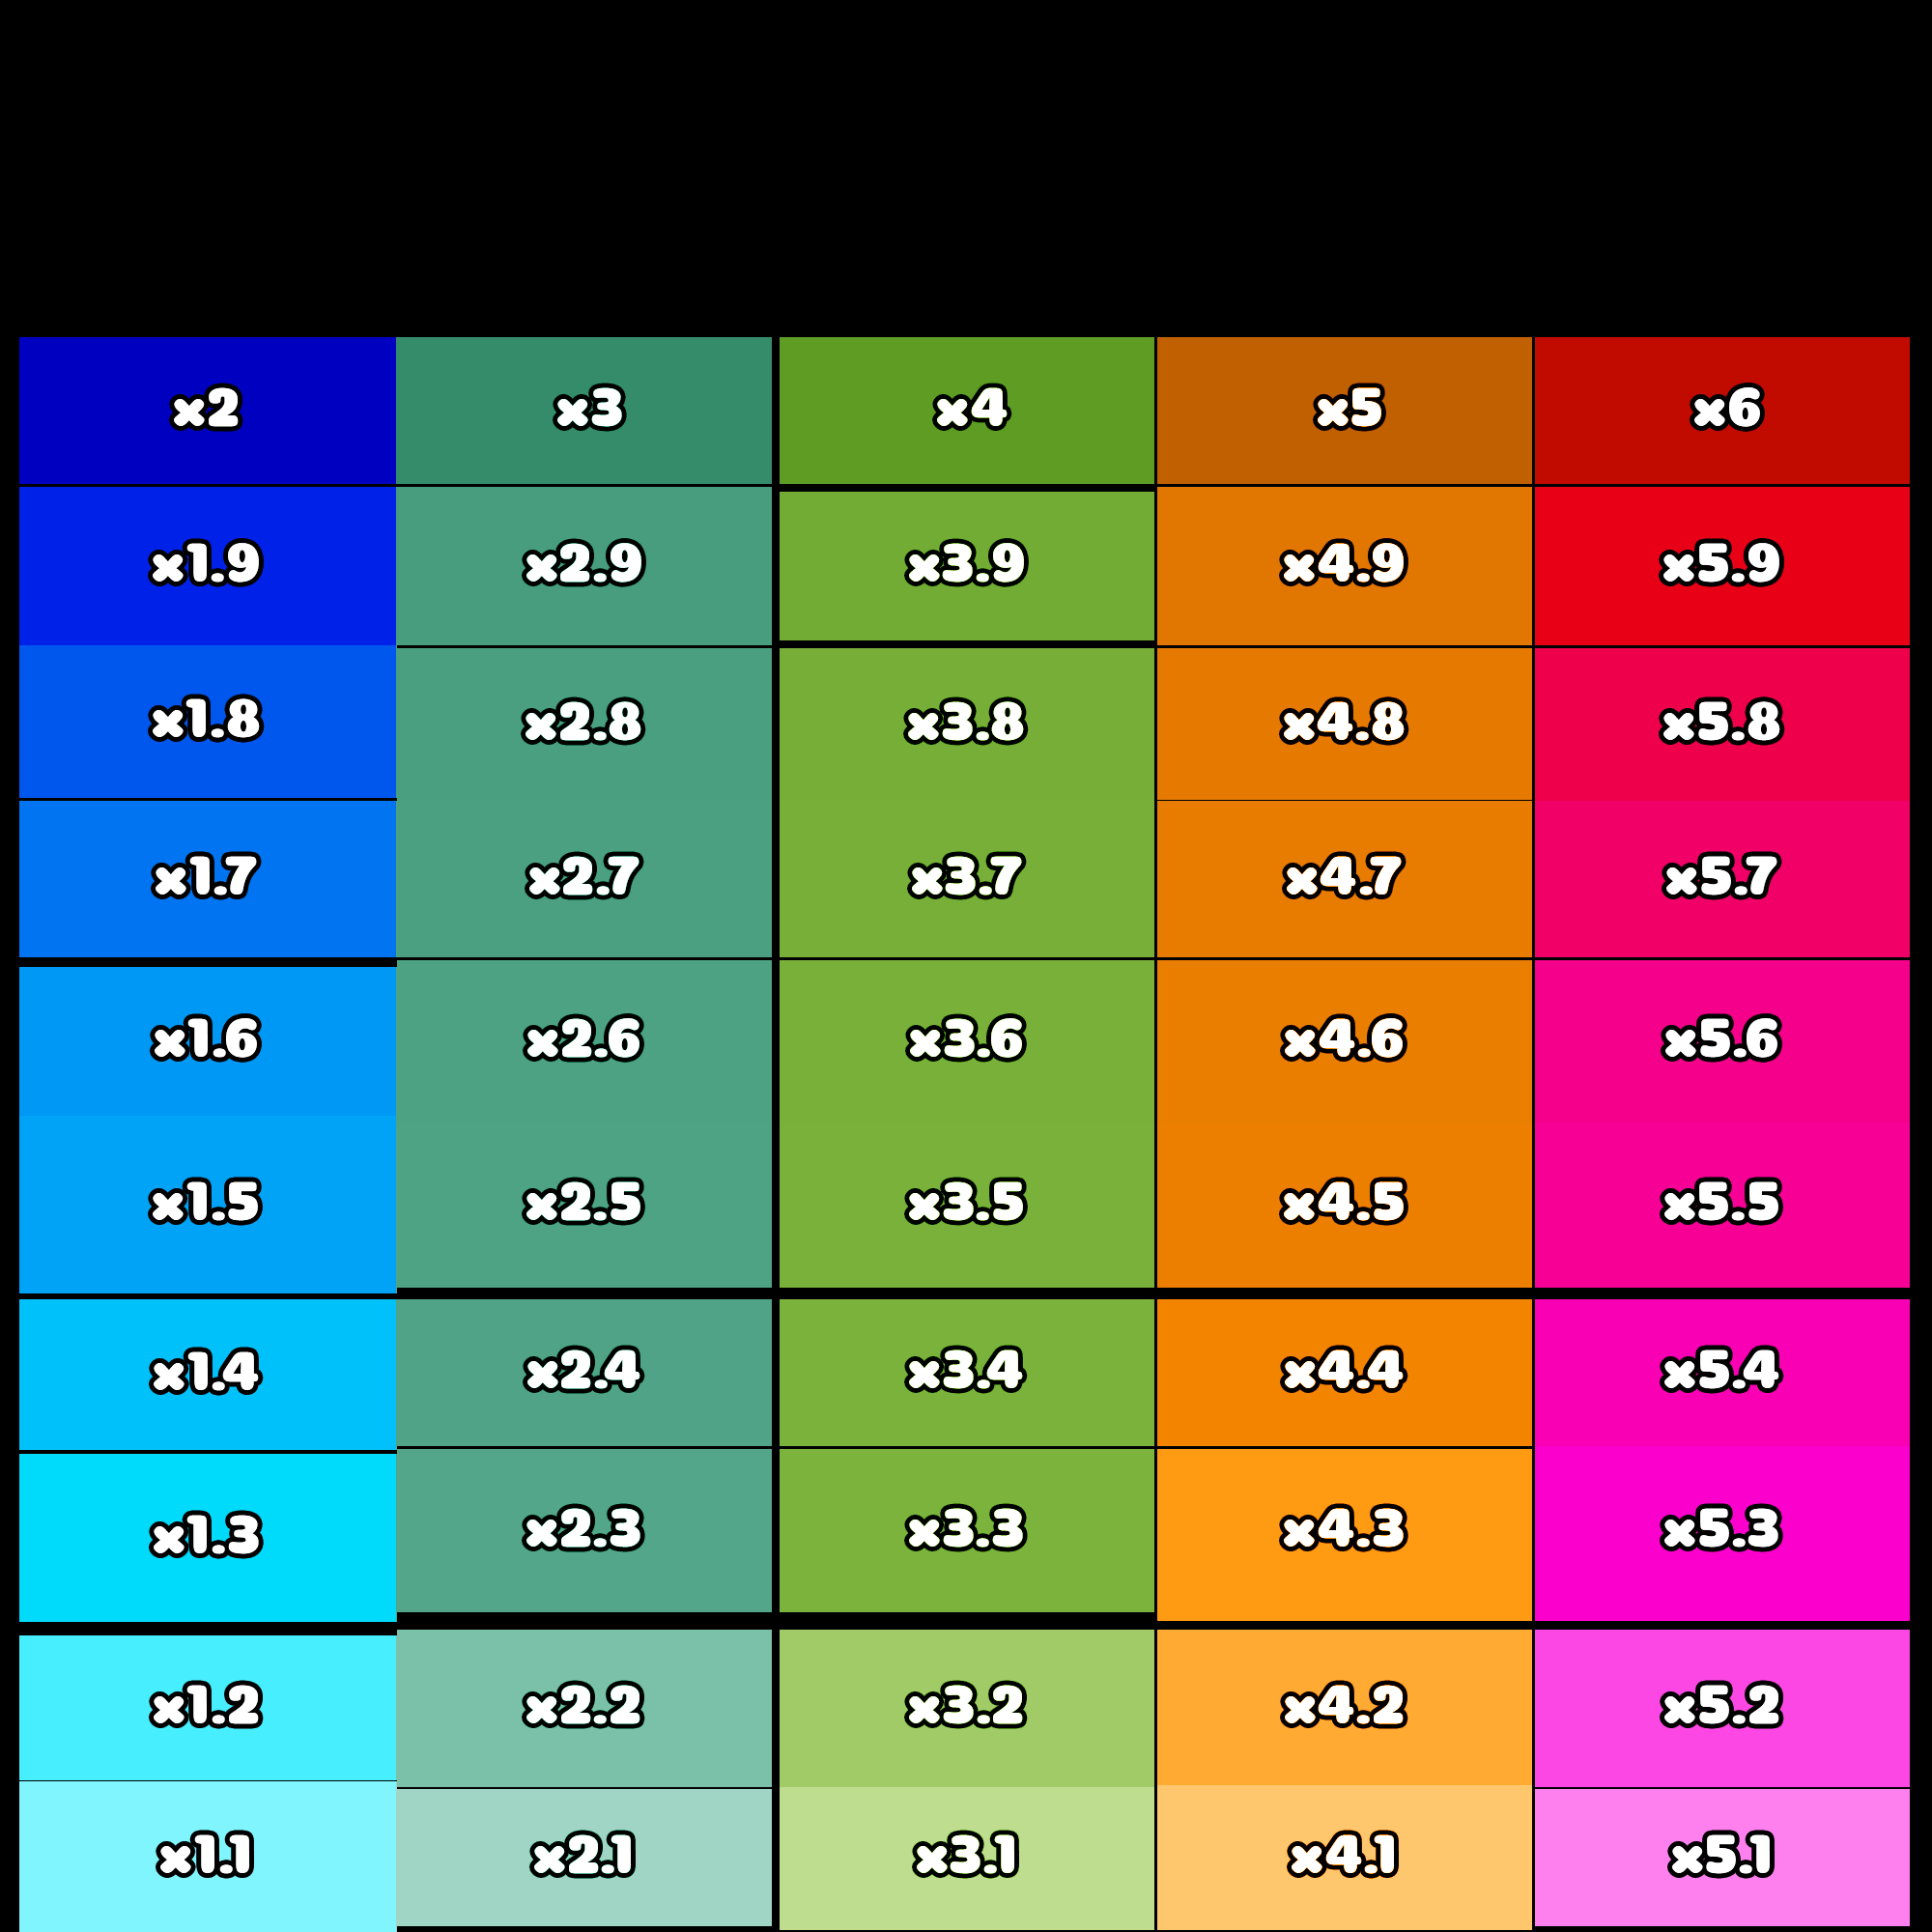 x2 x3 x4 x5 x6
x1.9 x2.9 x3.9 x4.9 x5.9
x1.8 x2.8 x3.8 x4.8 x5.8
x1.7 x2.7 x3.7 x4.7 x5.7
x1.6 x2.6 x3.6 x4.6 x5.6
x1.5 x2.5 x3.5 x4.5 x5.5
x1.4 x2.4 x3.4 x4.4 x5.4
x1.3 x2.3 x3.3 x4.3 x5.3
x1.2 x2.2 x3.2 x4.2 x5.2
x1.1 x2.1 x3.1 x4.1 x5.1